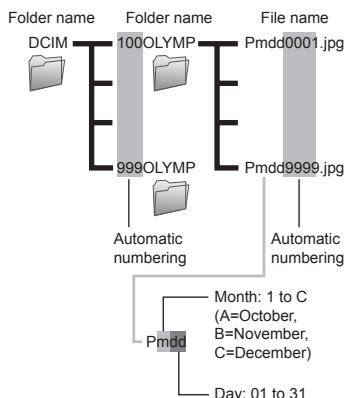 Folder name Folder name File name
DCIM 100OLYMP Pmdd0001.jpg
999OLYMP Pmdd9999.jpg
Automatic numbering
Automatic numbering
Pmdd
Month: 1 to C
(A=October,
B=November,
C=December)
Day: 01 to 31